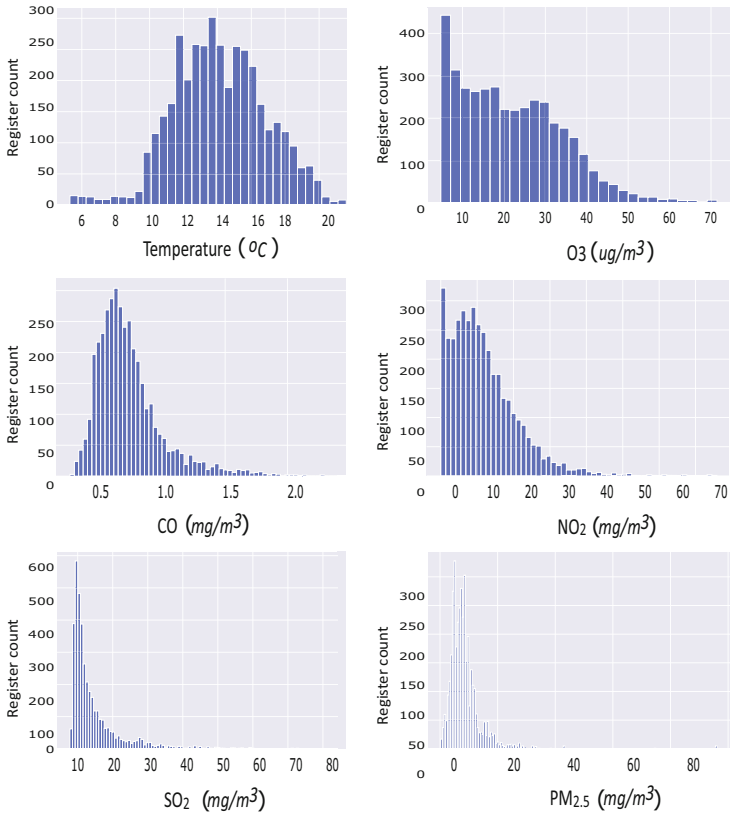 300
250
200
150
100
50
0
Register count
6 8 10 12 14 16 18 20
Temperature ( ºC )
400
300
200
100
0
Register count
10 20 30 40 50 60 70
O3 (ug/m³)
250
200
150
100
50
0
Register count
0.5 1.0 1.5 2.0
CO (mg/m³)
300
250
200
150
100
50
0
Register count
0 10 20 30 40 50 60 70
NO₂ (mg/m³)
600
500
400
300
200
100
0
Register count
10 20 30 40 50 60 70 80
SO₂ (mg/m³)
300
250
200
150
100
50
0
Register count
0 20 40 60 80
PM₂.₅ (mg/m³)